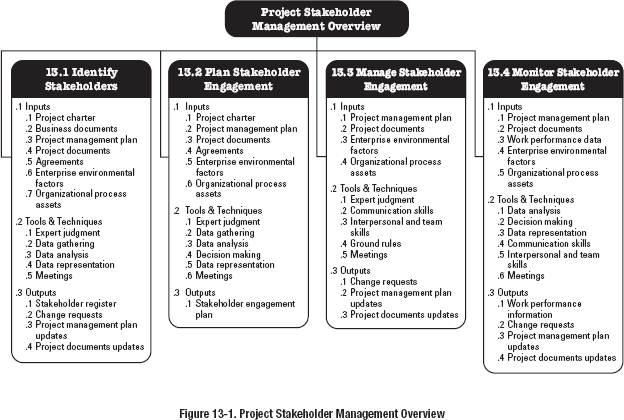 Project Stakeholder
Management Overview
13.1 Identify
Stakeholders
.1 Inputs
.1 Project charter
.2 Business documents
.3 Project management plan
.4 Project documents
.5 Agreements
.6 Enterprise environmental
factors
.7 Organizational process
assets
.2 Tools & Techniques
.1 Expert judgment
.2 Data gathering
.3 Data analysis
.4 Data representation
.5 Meetings
.3 Outputs
.1 Stakeholder register
.2 Change requests
.3 Project management plan
updates
.4 Project documents updates
13.2 Plan Stakeholder
Engagement
.1 Inputs
.1 Project charter
.2 Project management plan
.3 Project documents
.4 Agreements
.5 Enterprise environmental
factors
.6 Organizational process
assets
.2 Tools & Techniques
.1 Expert judgment
.2 Data gathering
.3 Data analysis
.4 Decision making
.5 Data representation
.6 Meetings
.3 Outputs
.1 Stakeholder engagement
plan
13.3 Manage Stakeholder
Engagement
.1 Inputs
.1 Project management plan
.2 Project documents
.3 Enterprise environmental
factors
.4 Organizational process
assets
.2 Tools & Techniques
.1 Expert judgment
.2 Communication skills
.3 Interpersonal and team
skills
.4 Ground rules
.5 Meetings
.3 Outputs
.1 Change requests
.2 Project management plan
updates
.3 Project documents updates
13.4 Monitor Stakeholder
Engagement
.1 Inputs
.1 Project management plan
.2 Project documents
.3 Work performance data
.4 Enterprise environmental
factors
.5 Organizational process
assets
.2 Tools & Techniques
.1 Data analysis
.2 Decision making
.3 Data representation
.4 Communication skills
.5 Interpersonal and team
skills
.6 Meetings
.3 Outputs
.1 Work performance
information
.2 Change requests
.3 Project management plan
updates
.4 Project documents updates
Figure 13-1. Project Stakeholder Management Overview